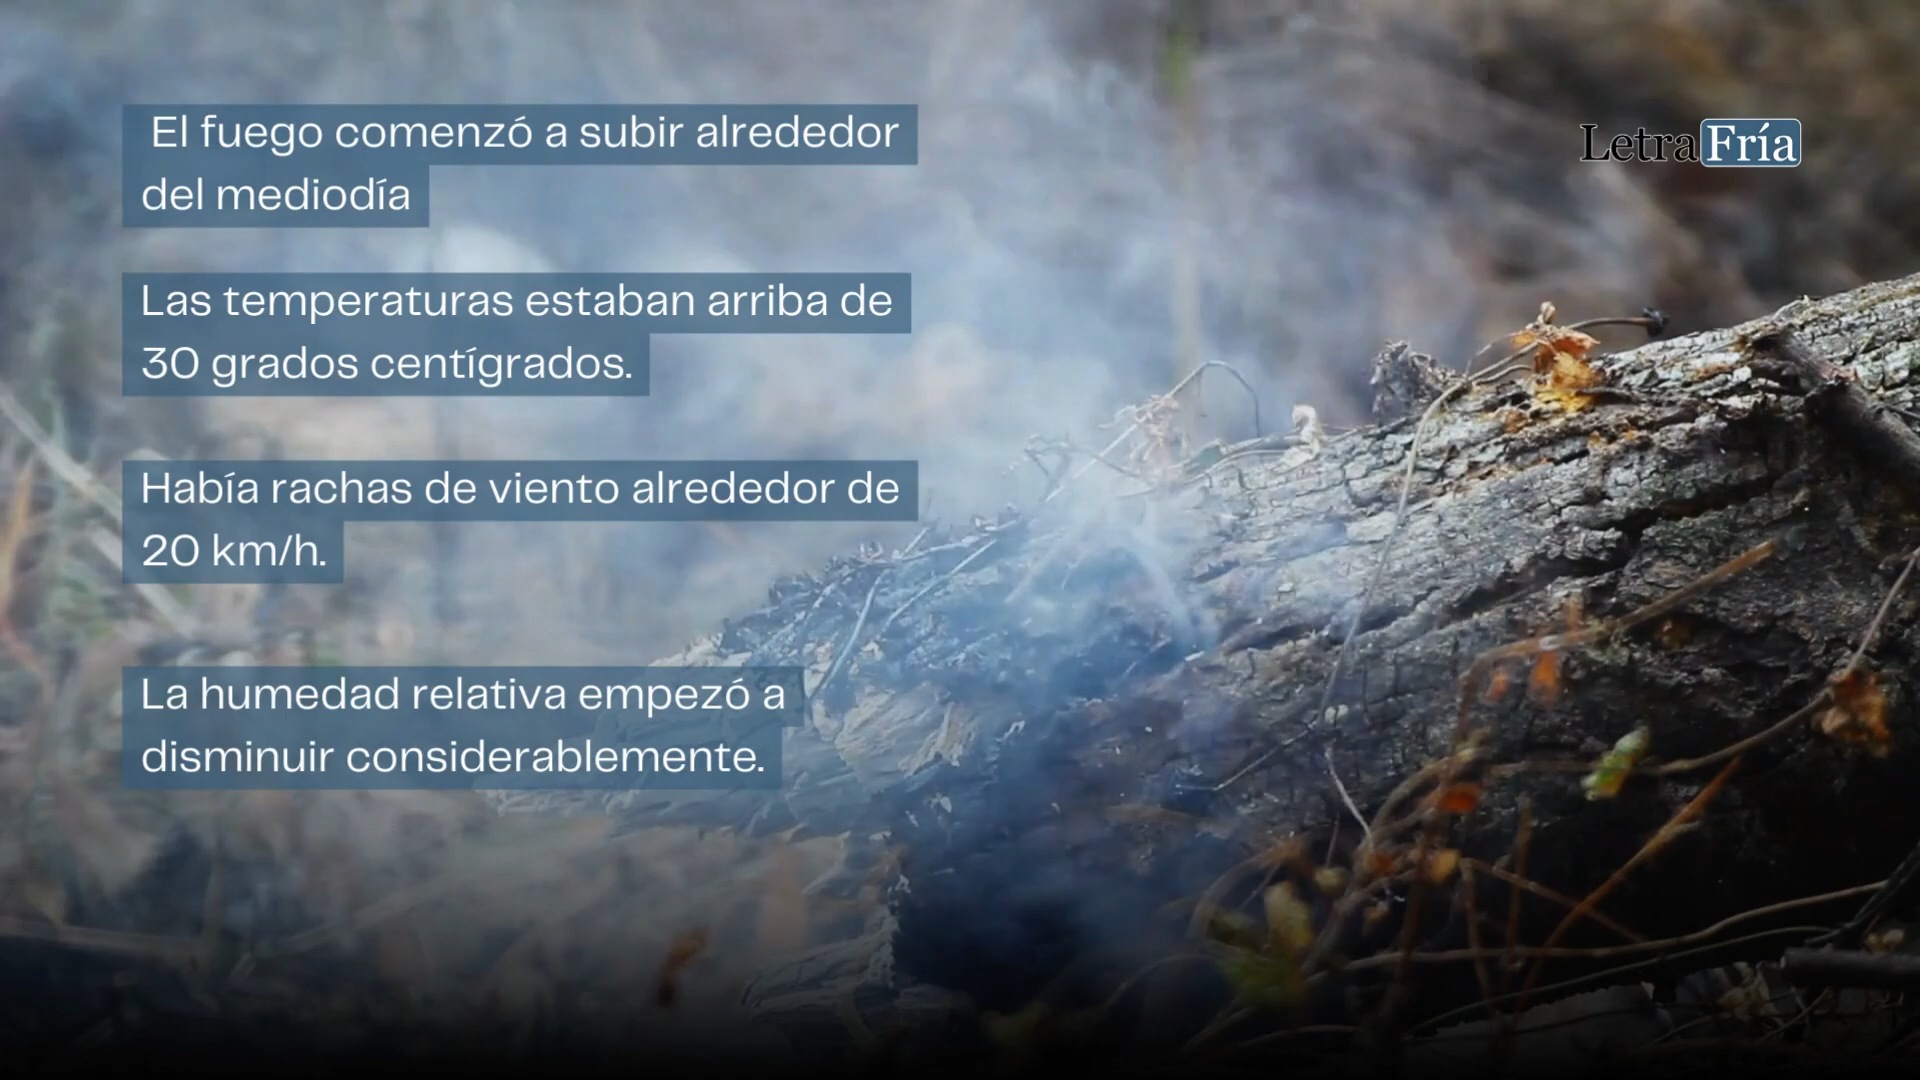 El fuego comenzó a subir alrededor
del mediodía
Las temperaturas estaban arriba de
30 grados centígrados.
Había rachas de viento alrededor de
20 km/h.
La humedad relativa empezó a
disminuir considerablemente.
LetraFría